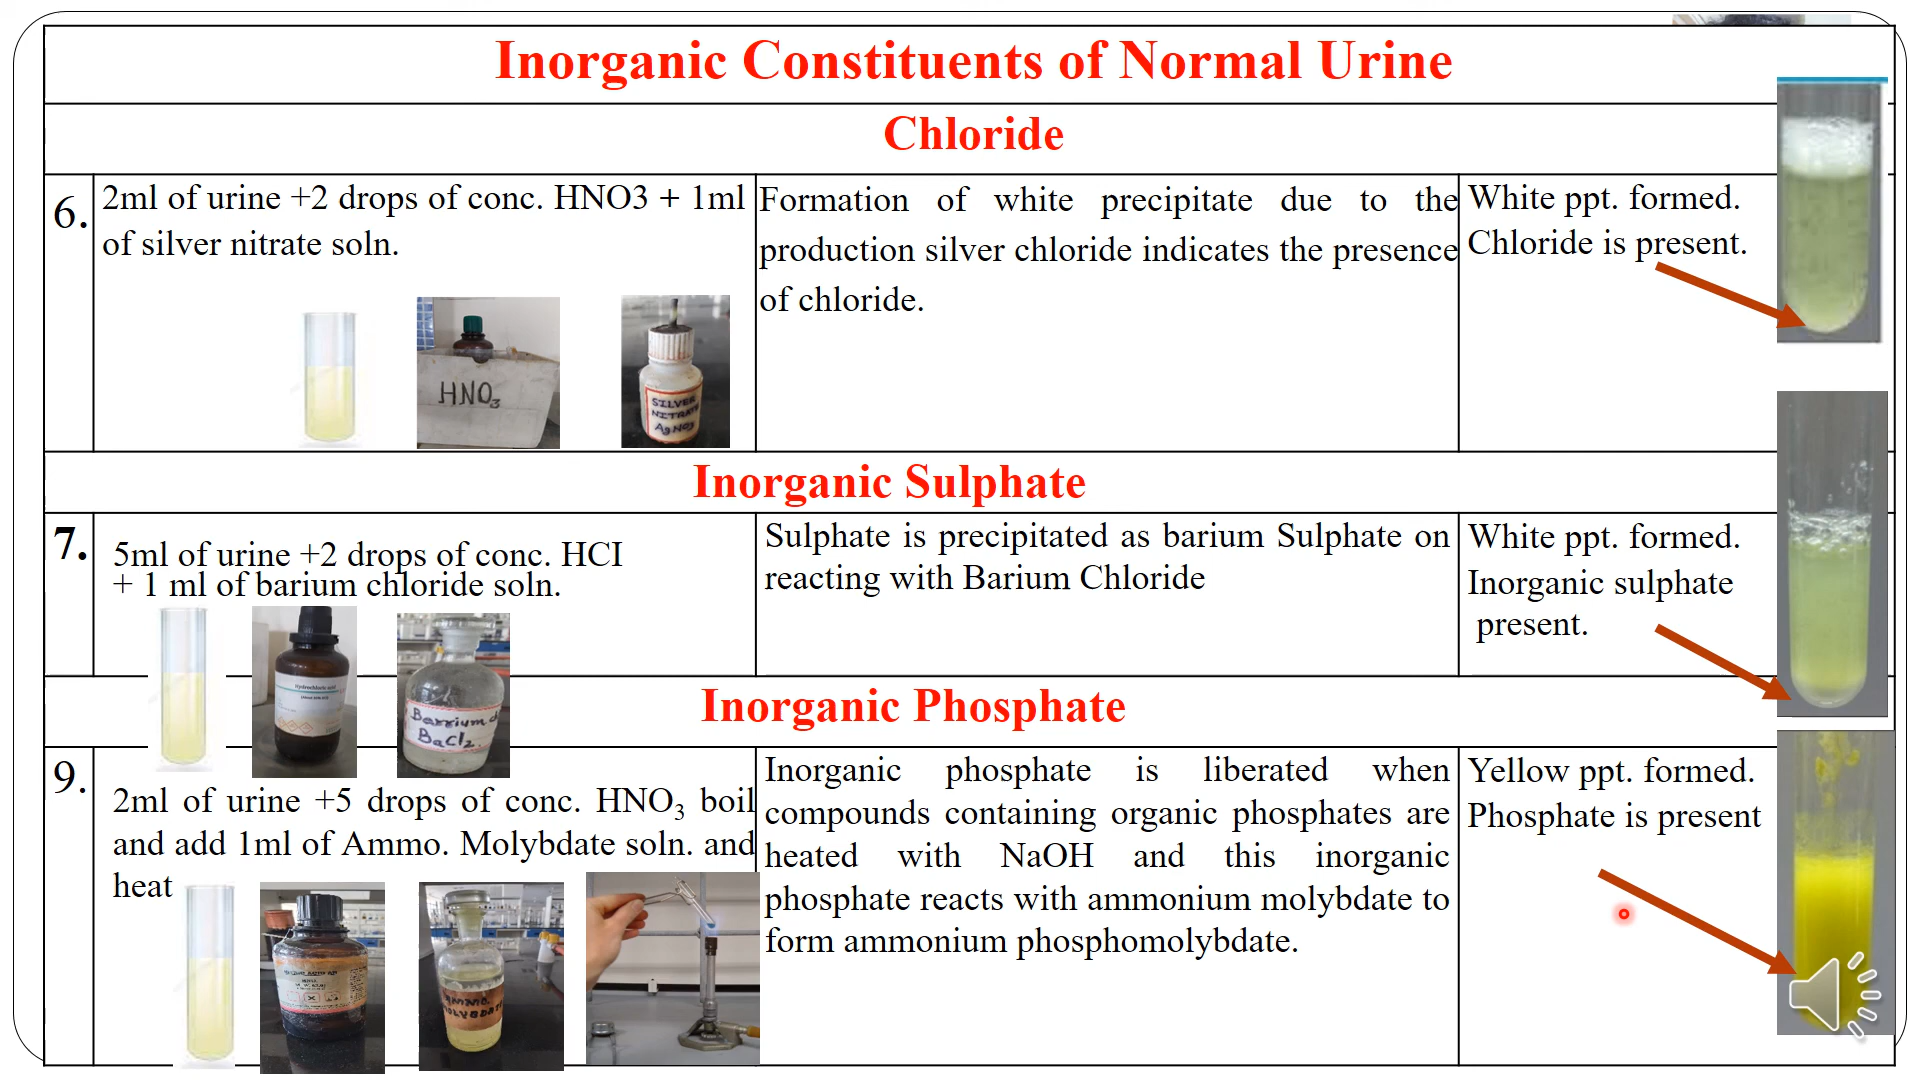 Inorganic Constituents of Normal Urine
Chloride
6.
2ml of urine +2 drops of conc. HNO3 + 1ml
of silver nitrate soln.
Formation of white precipitate due to the
production silver chloride indicates the presence
of chloride.
White ppt. formed.
Chloride is present.
HNO3
SILVER
NITRATE
AgNO3
Inorganic Sulphate
7.
5ml of urine +2 drops of conc. HCI
+ 1 ml of barium chloride soln.
Sulphate is precipitated as barium Sulphate on
reacting with Barium Chloride
White ppt. formed.
Inorganic sulphate
present.
Hydrochloric acid
BaCl2.
Inorganic Phosphate
9.
2ml of urine +5 drops of conc. HNO3 boil
and add 1ml of Ammo. Molybdate soln. and
heat
Inorganic phosphate is liberated when
compounds containing organic phosphates are
heated with NaOH and this inorganic
phosphate reacts with ammonium molybdate to
form ammonium phosphomolybdate.
Yellow ppt. formed.
Phosphate is present